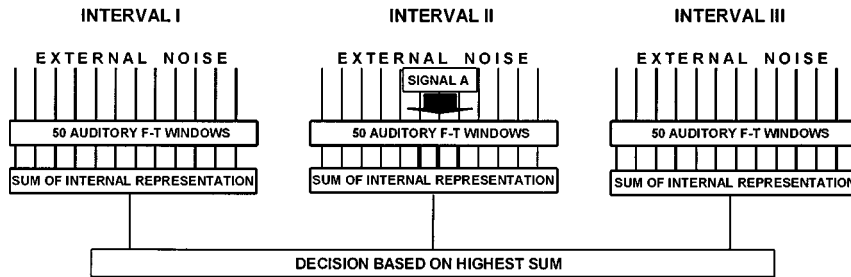 INTERVAL I
INTERVAL II
INTERVAL III
EXTERNAL NOISE
EXTERNAL NOISE
EXTERNAL NOISE
SIGNAL A
50 AUDITORY F-T WINDOWS
50 AUDITORY F-T WINDOWS
50 AUDITORY F-T WINDOWS
SUM OF INTERNAL REPRESENTATION
SUM OF INTERNAL REPRESENTATION
SUM OF INTERNAL REPRESENTATION
DECISION BASED ON HIGHEST SUM